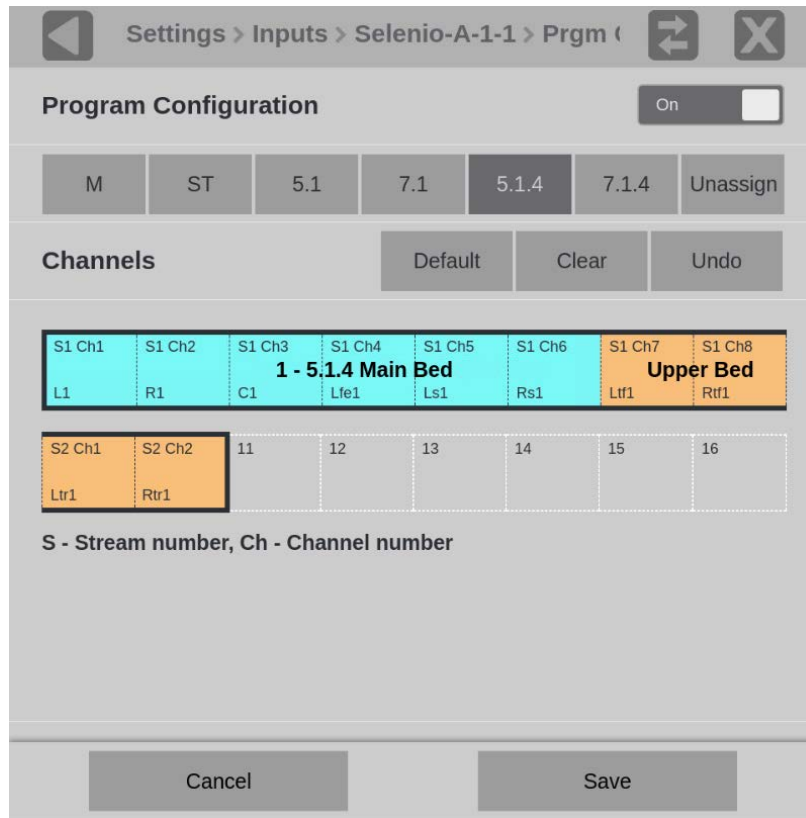 Settings > Inputs > Selenio-A-1-1 > Prgm (
Program Configuration
On
M ST 5.1 7.1 5.1.4 7.1.4 Unassign
Channels
Default Clear Undo
S1 Ch1 S1 Ch2 S1 Ch3 S1 Ch4 S1 Ch5 S1 Ch6 S1 Ch7 S1 Ch8
1 - 5.1.4 Main Bed Upper Bed
L1 R1 C1 Lfe1 Ls1 Rs1 Ltf1 Rtf1
S2 Ch1 S2 Ch2 11 12 13 14 15 16
Ltr1 Rtr1
S - Stream number, Ch - Channel number
Cancel Save